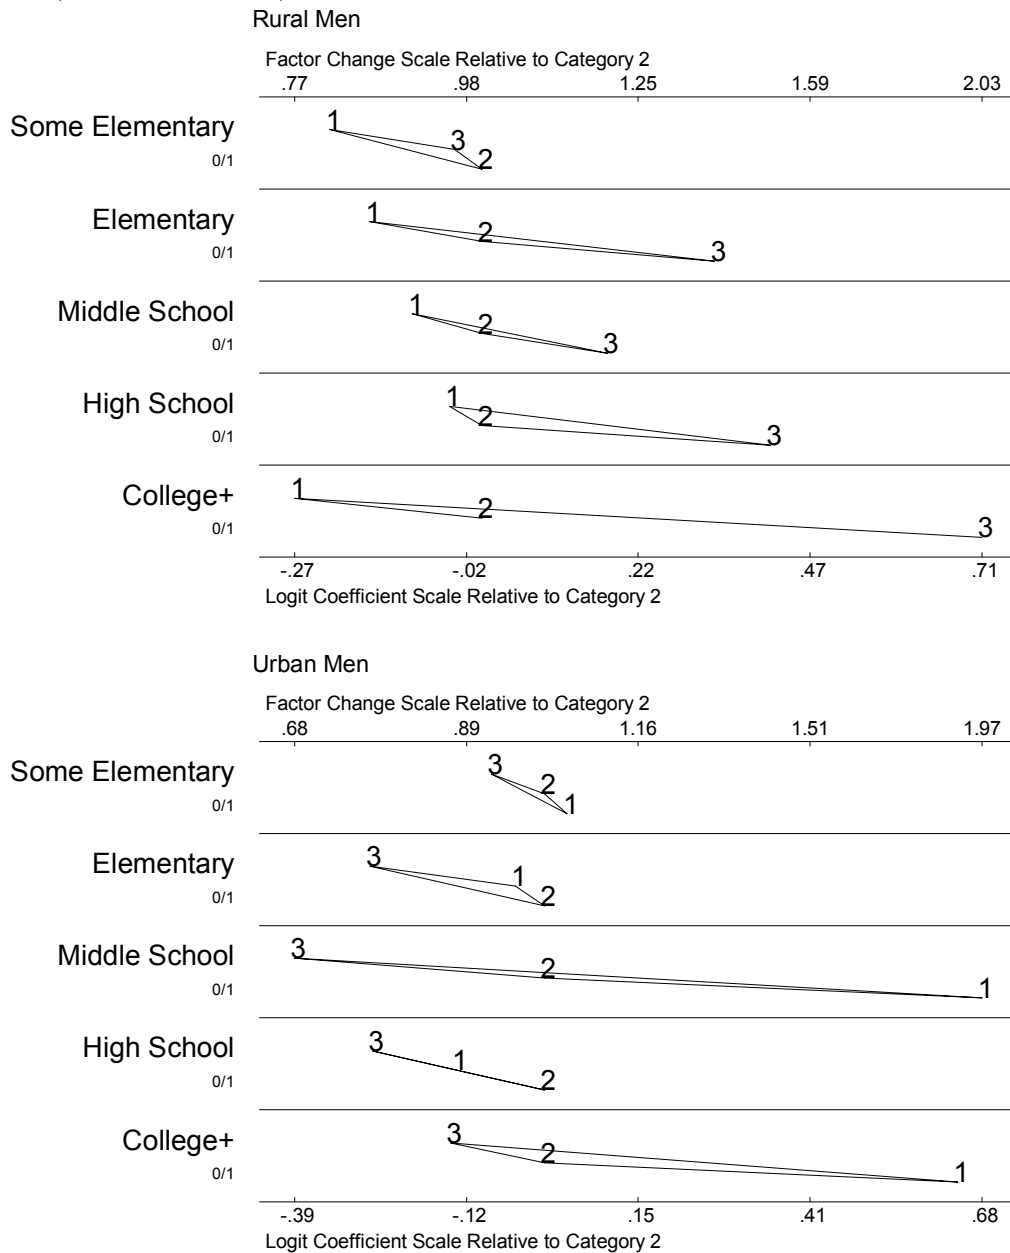 Rural Men
Factor Change Scale Relative to Category 2
.77 .98 1.25 1.59 2.03
Some Elementary
0/1
1
3
2
Elementary
0/1
1
2
3
Middle School
0/1
1
2
3
High School
0/1
1
2
3
College+
0/1
1
2
3
-.27 -.02 .22 .47 .71
Logit Coefficient Scale Relative to Category 2
Urban Men
Factor Change Scale Relative to Category 2
.68 .89 1.16 1.51 1.97
Some Elementary
0/1
3
2
1
Elementary
0/1
3
1
2
Middle School
0/1
3
2
1
High School
0/1
3
1
2
College+
0/1
3
2
1
-.39 -.12 .15 .41 .68
Logit Coefficient Scale Relative to Category 2